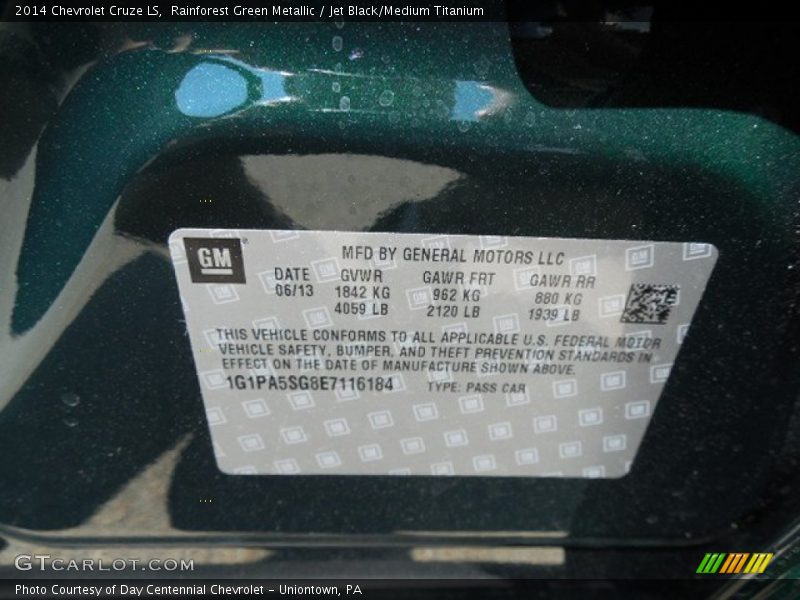 2014 Chevrolet Cruze LS,  Rainforest Green Metallic / Jet Black/Medium Titanium
GM
MFD BY GENERAL MOTORS LLC
DATE GVWR GAWR FRT GAWR RR
06/13 1842 KG 962 KG 880 KG
4059 LB 2120 LB 1939 LB
THIS VEHICLE CONFORMS TO ALL APPLICABLE U.S. FEDERAL MOTOR
VEHICLE SAFETY, BUMPER, AND THEFT PREVENTION STANDARDS IN
EFFECT ON THE DATE OF MANUFACTURE SHOWN ABOVE.
1G1PA5SG8E7116184 TYPE: PASS CAR
GTCARLOT.COM
Photo Courtesy of Day Centennial Chevrolet - Uniontown, PA